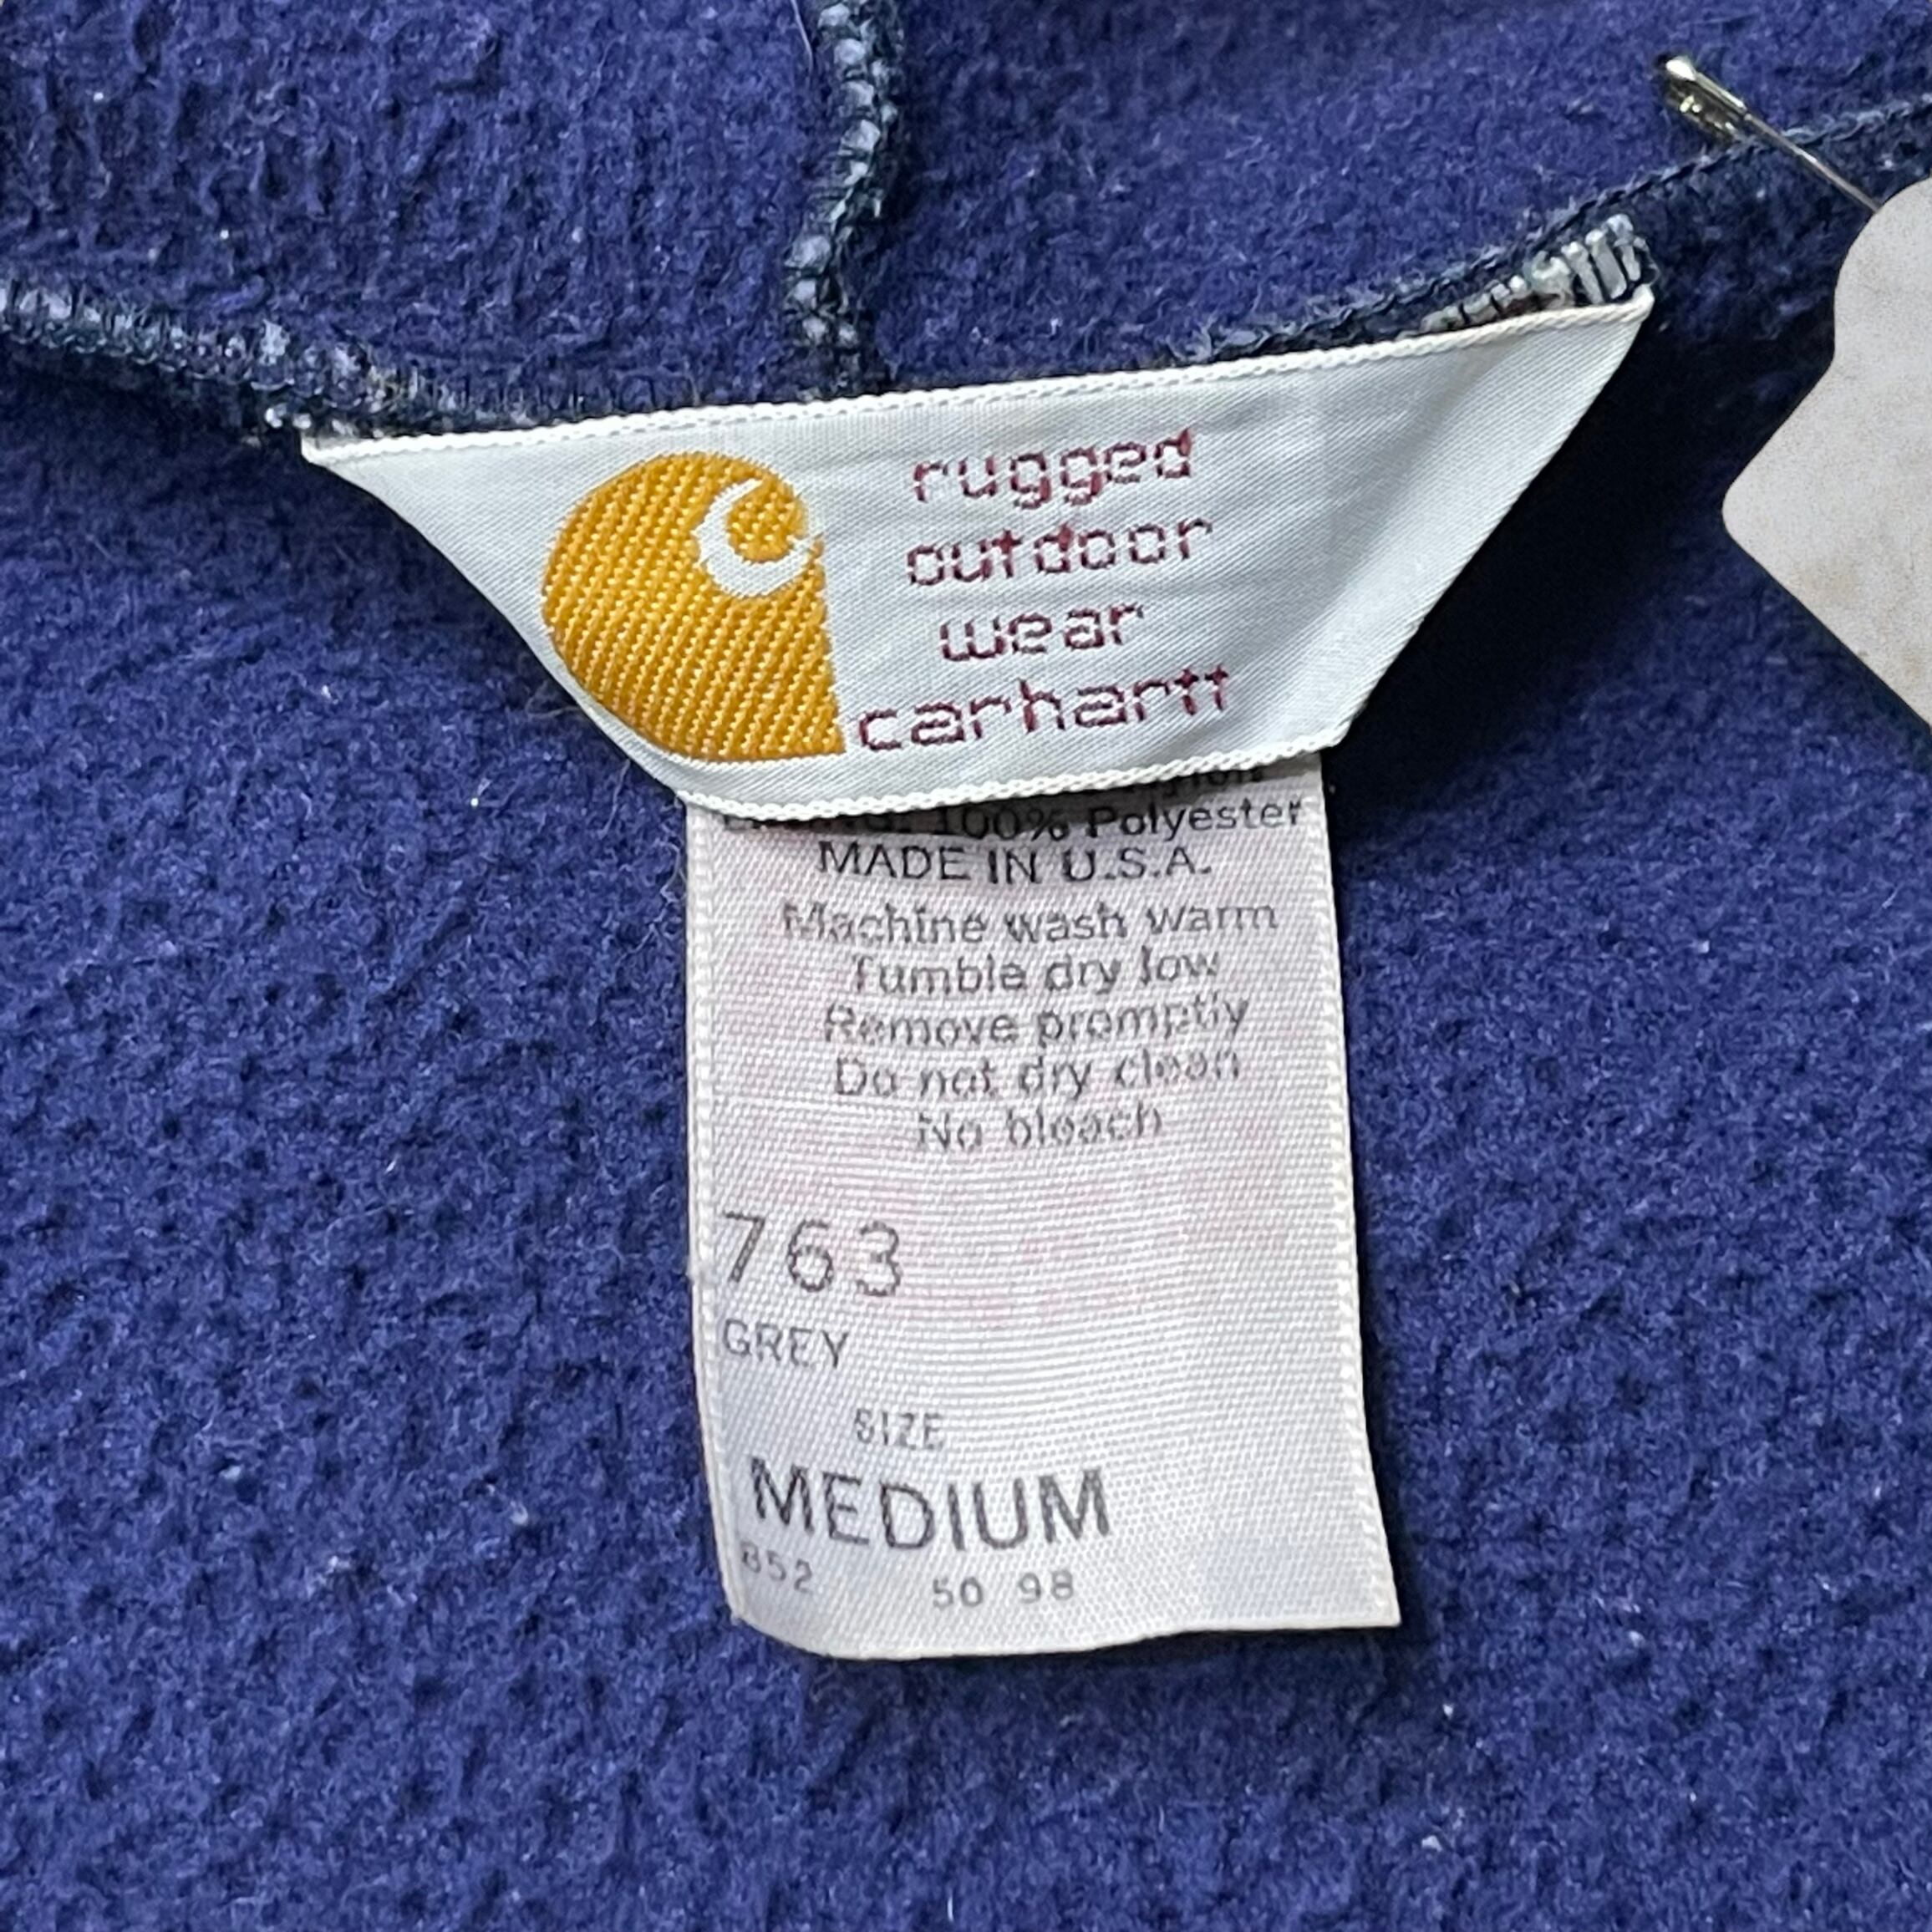 rugged
outdoor
wear
carhartt
100% Polyester
MADE IN U.S.A.
Machine wash warm
Tumble dry low
Remove promptly
Do not dry clean
No bleach
763
GREY
SIZE
MEDIUM
852 50 98